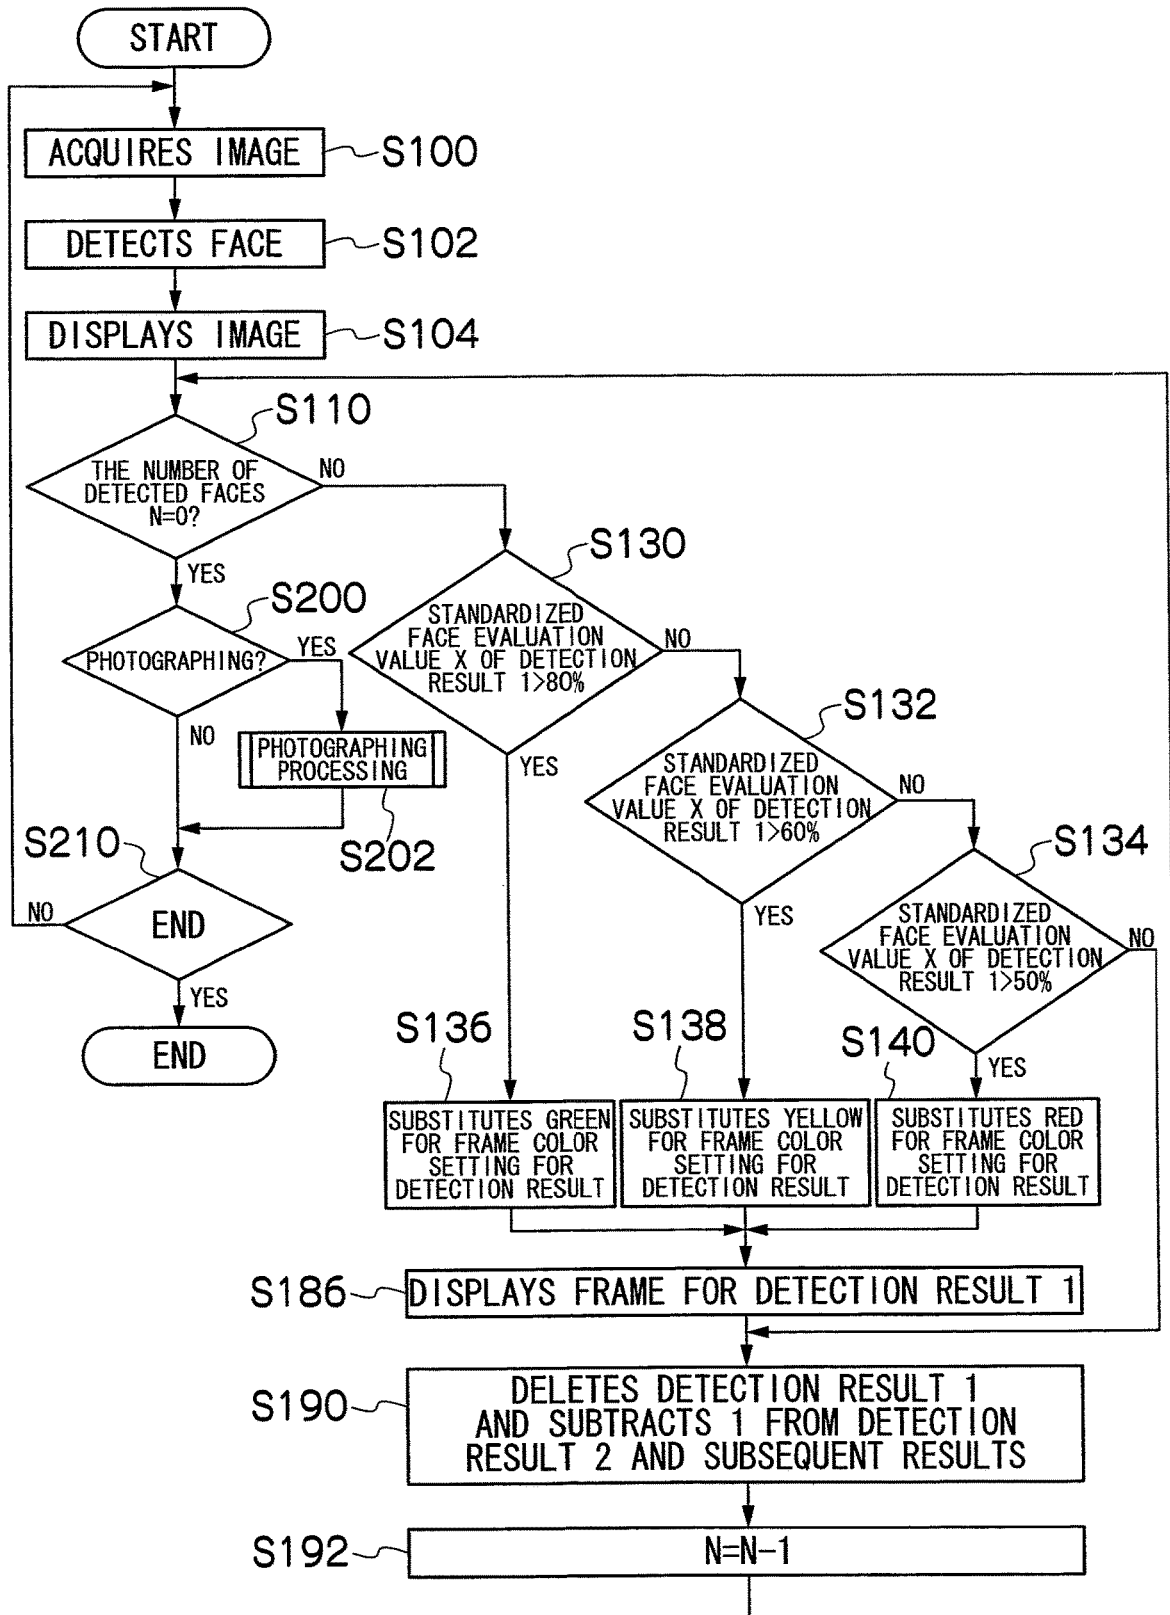 START
ACQUIRES IMAGE
S100
DETECTS FACE
S102
DISPLAYS IMAGE
S104
S110
THE NUMBER OF
DETECTED FACES
N=0?
NO
YES
S130
STANDARDIZED
FACE EVALUATION
VALUE X OF DETECTION
RESULT 1>80%
NO
YES
S200
PHOTOGRAPHING?
YES
NO
PHOTOGRAPHING
PROCESSING
S202
S132
STANDARDIZED
FACE EVALUATION
VALUE X OF DETECTION
RESULT 1>60%
NO
YES
S134
STANDARDIZED
FACE EVALUATION
VALUE X OF DETECTION
RESULT 1>50%
NO
YES
S210
END
NO
YES
END
S136
SUBSTITUTES GREEN
FOR FRAME COLOR
SETTING FOR
DETECTION RESULT
S138
SUBSTITUTES YELLOW
FOR FRAME COLOR
SETTING FOR
DETECTION RESULT
S140
SUBSTITUTES RED
FOR FRAME COLOR
SETTING FOR
DETECTION RESULT
S186
DISPLAYS FRAME FOR DETECTION RESULT 1
S190
DELETES DETECTION RESULT 1
AND SUBTRACTS 1 FROM DETECTION
RESULT 2 AND SUBSEQUENT RESULTS
S192
N=N-1